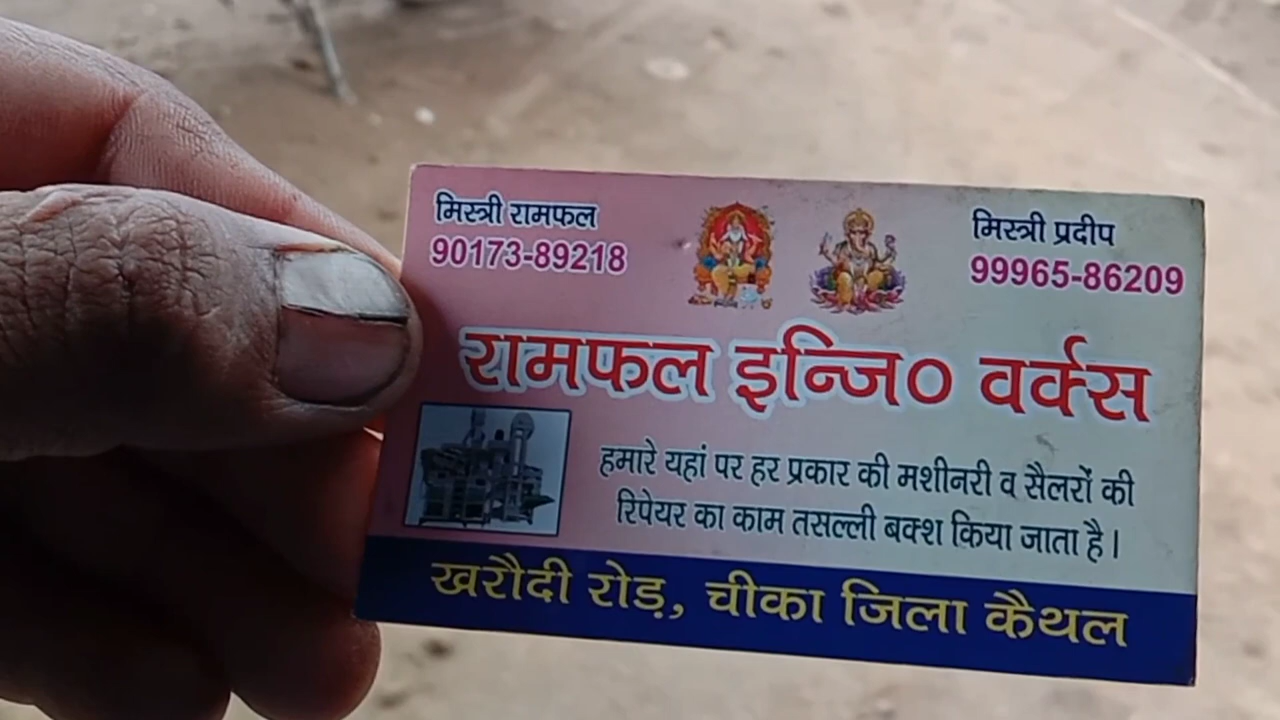 मिस्त्री रामफल
90173-89218
मिस्त्री प्रदीप
99965-86209
रामफल इन्जि० वर्क्स
हमारे यहां पर हर प्रकार की मशीनरी व सैलरों की
रिपेयर का काम तसल्ली बक्श किया जाता है।
खरौदी रोड़, चीका जिला कैथल